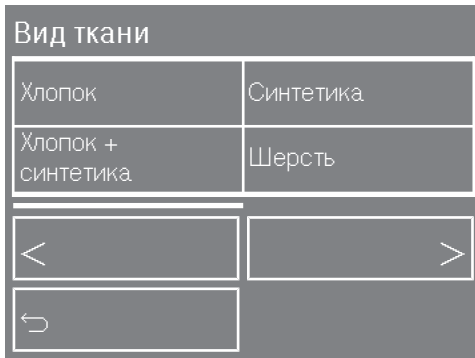 Вид ткани
Хлопок
Синтетика
Хлопок +
синтетика
Шерсть
<
>